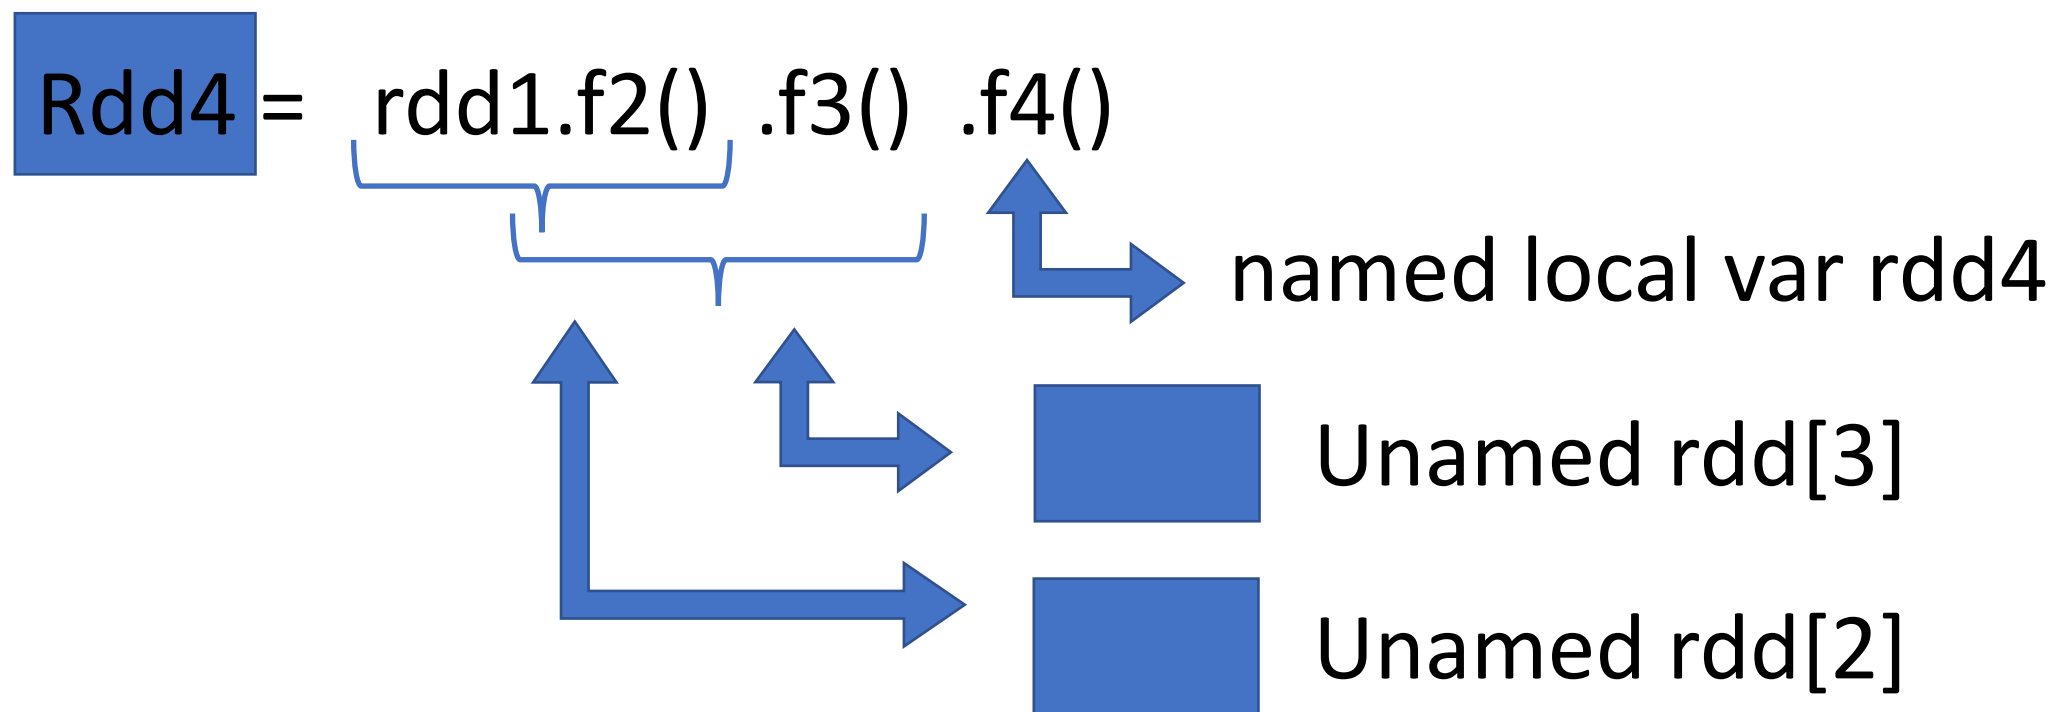 Rdd4 = rdd1.f2() .f3() .f4()
named local var rdd4
Unamed rdd[3]
Unamed rdd[2]